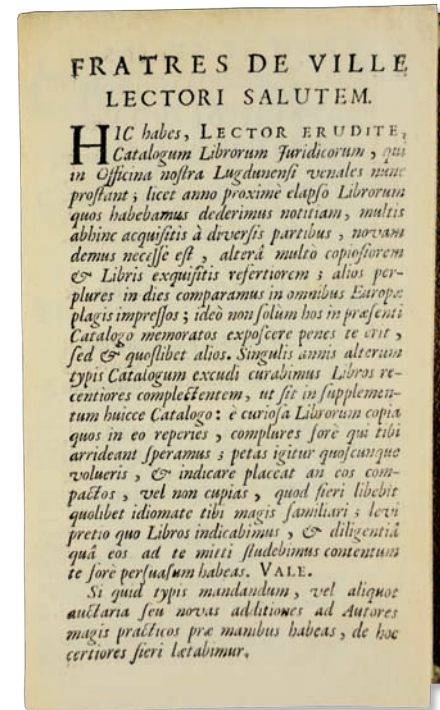 FRATRES DE VILLE
LECTORI SALUTEM.
HIC habes, LECTOR ERUDITE,
Catalogum Librorum Juridicorum, qui
in Officina nostra Lugdunensi venales nunc
prostant; licet anno proximè elapso Librorum
quos habebamus dederimus notitiam, multis
abhinc acquisitis à diversis partibus, novam
demus necesse est, alterâ multò copiosiorem
& Libris exquisitis refertiorem; alios per-
plures in dies comparamus in omnibus Europæ
plagis impressos; ideò non solum hos in præsenti
Catalogo memoratos exposcere penes te erit,
sed & quoslibet alios. Singulis annis alterum
typis Catalogum excudi curabimus Libros re-
centiores complectentem, ut sit in supplemen-
tum huicce Catalogo: è curiosa Librorum copia
quos in eo reperies, complures forè qui tibi
arrideant speramus; petas igitur quoscunque
volueris, & indicare placeat an eos com-
pactos, vel non cupias, quod fieri libebit
quolibet idiomate tibi magis familiari; levi
pretio quo Libros indicabimus, & diligentiâ
quâ eos ad te mitti studebimus contentum
te forè persuasum habeas. VALE.
Si quid typis mandandum, vel aliquot
auctaria seu novas additiones ad Autores
magis practicos præ manibus habeas, de hoc
certiores fieri lætabimur.